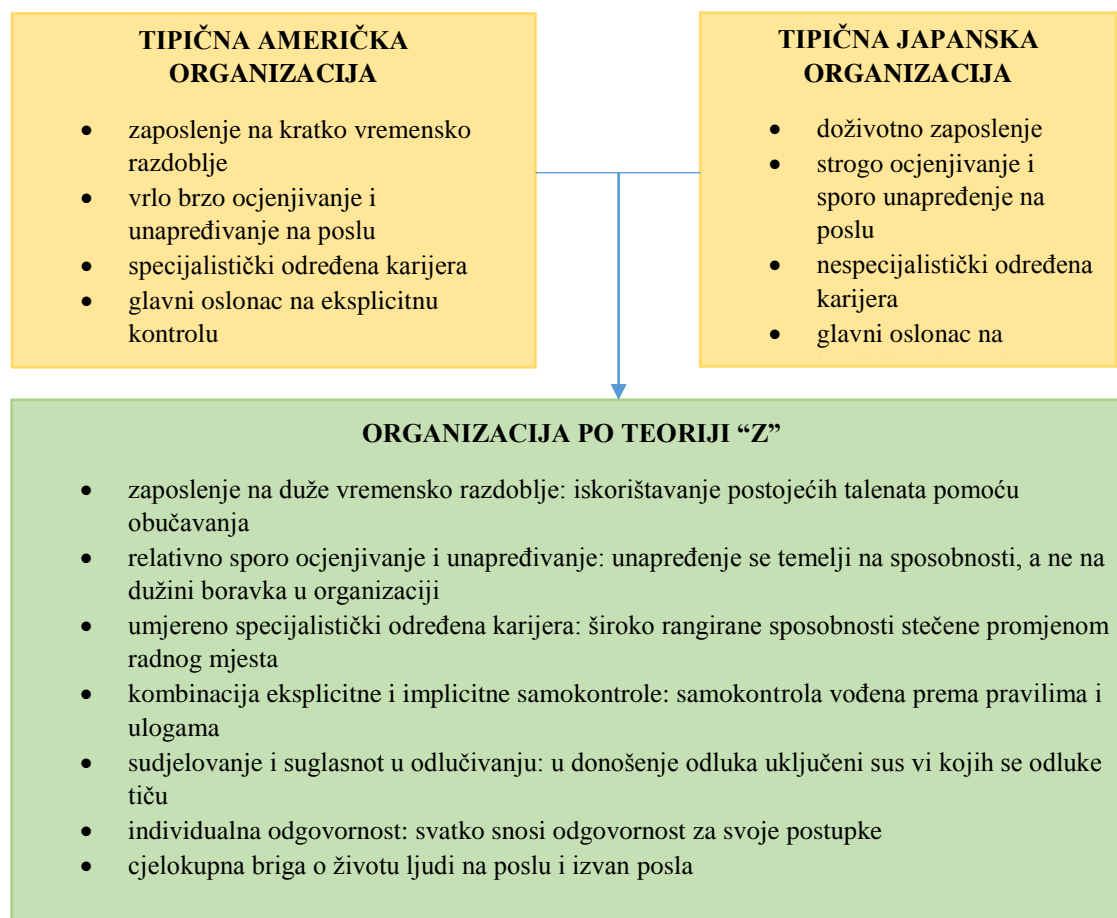 TIPIČNA AMERIČKA
ORGANIZACIJA
• zaposlenje na kratko vremensko
razdoblje
• vrlo brzo ocjenjivanje i
unapređivanje na poslu
• specijalistički određena karijera
• glavni oslonac na eksplicitnu
kontrolu
TIPIČNA JAPANSKA
ORGANIZACIJA
• doživotno zaposlenje
• strogo ocjenjivanje i
sporo unapređenje na
poslu
• nespecijalistički određena
karijera
• glavni oslonac na
ORGANIZACIJA PO TEORIJI “Z”
• zaposlenje na duže vremensko razdoblje: iskorištavanje postojećih talenata pomoću
obučavanja
• relativno sporo ocjenjivanje i unapređivanje: unapređenje se temelji na sposobnosti, a ne na
dužini boravka u organizaciji
• umjereno specijalistički određena karijera: široko rangirane sposobnosti stečene promjenom
radnog mjesta
• kombinacija eksplicitne i implicitne samokontrole: samokontrola vođena prema pravilima i
ulogama
• sudjelovanje i suglasnot u odlučivanju: u donošenje odluka uključeni sus vi kojih se odluke
tiču
• individualna odgovornost: svatko snosi odgovornost za svoje postupke
• cjelokupna briga o životu ljudi na poslu i izvan posla